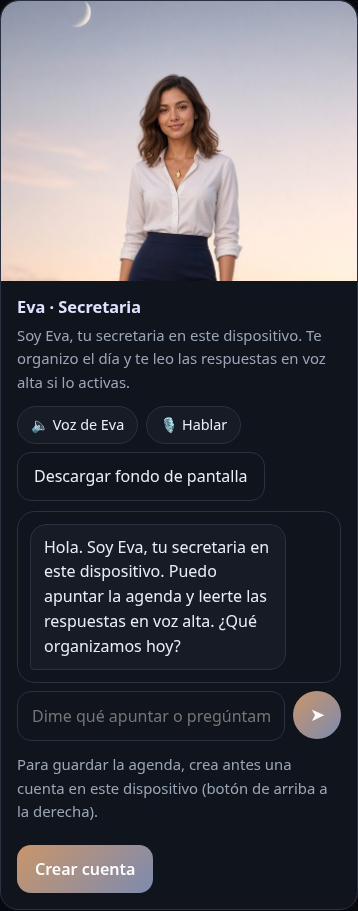 Eva · Secretaria
Soy Eva, tu secretaria en este dispositivo. Te
organizo el día y te leo las respuestas en voz
alta si lo activas.
🔈 Voz de Eva
🎙️ Hablar
Descargar fondo de pantalla
Hola. Soy Eva, tu secretaria en
este dispositivo. Puedo
apuntar la agenda y leerte las
respuestas en voz alta. ¿Qué
organizamos hoy?
Dime qué apuntar o pregúntam
➤
Para guardar la agenda, crea antes una
cuenta en este dispositivo (botón de arriba a
la derecha).
Crear cuenta